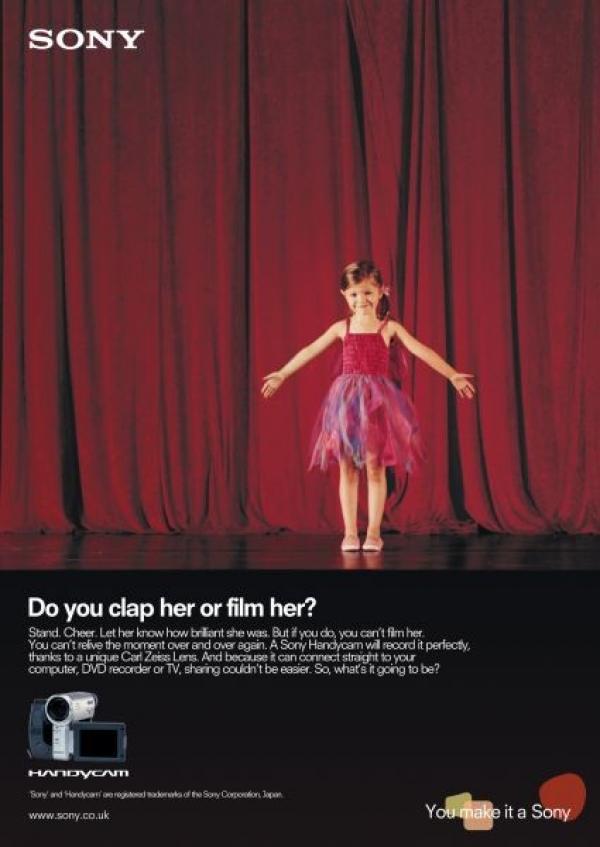 SONY
Do you clap her or film her?
Stand. Cheer. Let her know how brilliant she was. But if you do, you can't film her.
You can't relive the moment over and over again. A Sony Handycam will record it perfectly,
thanks to a unique Carl Zeiss Lens. And because it can connect straight to your
computer, DVD recorder or TV, sharing couldn't be easier. So, what's it going to be?
HANDYCAM
'Sony' and 'Handycam' are registered trademarks of the Sony Corporation, Japan.
www.sony.co.uk
You make it a Sony